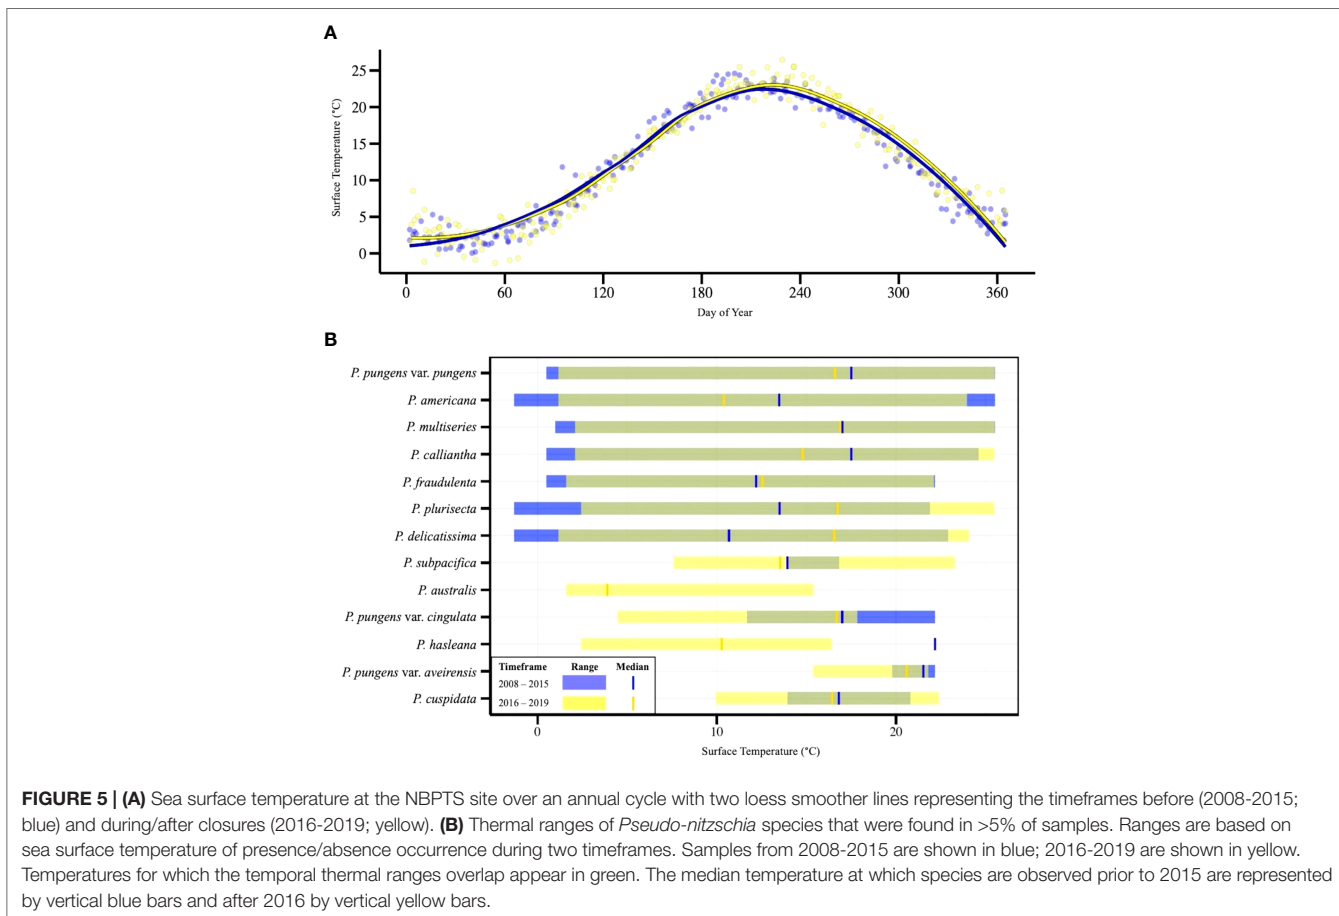 A
25
20
15
10
5
0
Surface Temperature (°C)
0 60 120 180 240 300 360
Day of Year
B
P. pungens var. pungens
P. americana
P. multiseries
P. calliantha
P. fraudulenta
P. plurisecta
P. delicatissima
P. subpacifica
P. australis
P. pungens var. cingulata
P. hasleana
P. pungens var. aveirensis
P. cuspidata
Timeframe Range Median
2008 – 2015
2016 – 2019
0 10 20
Surface Temperature (°C)
FIGURE 5 | (A) Sea surface temperature at the NBPTS site over an annual cycle with two loess smoother lines representing the timeframes before (2008-2015;
blue) and during/after closures (2016-2019; yellow). (B) Thermal ranges of Pseudo-nitzschia species that were found in >5% of samples. Ranges are based on
sea surface temperature of presence/absence occurrence during two timeframes. Samples from 2008-2015 are shown in blue; 2016-2019 are shown in yellow.
Temperatures for which the temporal thermal ranges overlap appear in green. The median temperature at which species are observed prior to 2015 are represented
by vertical blue bars and after 2016 by vertical yellow bars.